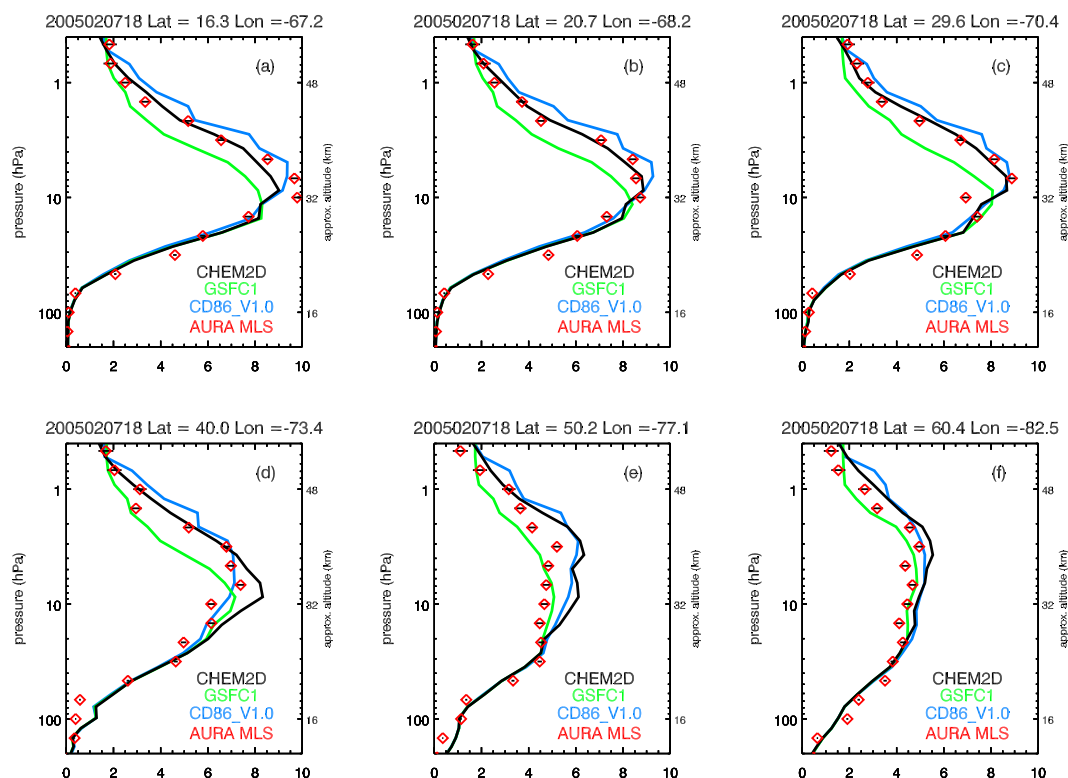 2005020718 Lat = 16.3 Lon =-67.2
2005020718 Lat = 20.7 Lon =-68.2
2005020718 Lat = 29.6 Lon =-70.4
(a)
(b)
(c)
pressure (hPa)
pressure (hPa)
pressure (hPa)
1
10
100
1
10
100
1
10
100
48
32
16
48
32
16
48
32
16
approx. altitude (km)
approx. altitude (km)
approx. altitude (km)
CHEM2D
GSFC1
CD86_V1.0
AURA MLS
CHEM2D
GSFC1
CD86_V1.0
AURA MLS
CHEM2D
GSFC1
CD86_V1.0
AURA MLS
0 2 4 6 8 10
0 2 4 6 8 10
0 2 4 6 8 10
2005020718 Lat = 40.0 Lon =-73.4
2005020718 Lat = 50.2 Lon =-77.1
2005020718 Lat = 60.4 Lon =-82.5
(d)
(e)
(f)
pressure (hPa)
pressure (hPa)
pressure (hPa)
1
10
100
1
10
100
1
10
100
48
32
16
48
32
16
48
32
16
approx. altitude (km)
approx. altitude (km)
approx. altitude (km)
CHEM2D
GSFC1
CD86_V1.0
AURA MLS
CHEM2D
GSFC1
CD86_V1.0
AURA MLS
CHEM2D
GSFC1
CD86_V1.0
AURA MLS
0 2 4 6 8 10
0 2 4 6 8 10
0 2 4 6 8 10